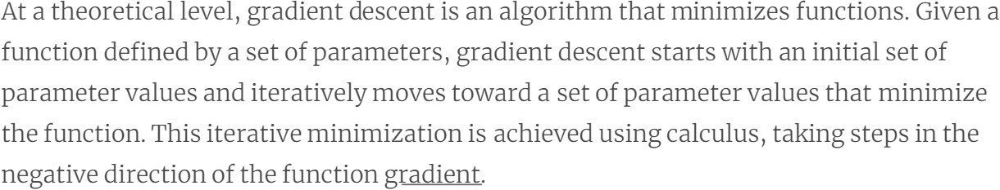 At a theoretical level, gradient descent is an algorithm that minimizes functions. Given a
function defined by a set of parameters, gradient descent starts with an initial set of
parameter values and iteratively moves toward a set of parameter values that minimize
the function. This iterative minimization is achieved using calculus, taking steps in the
negative direction of the function gradient.